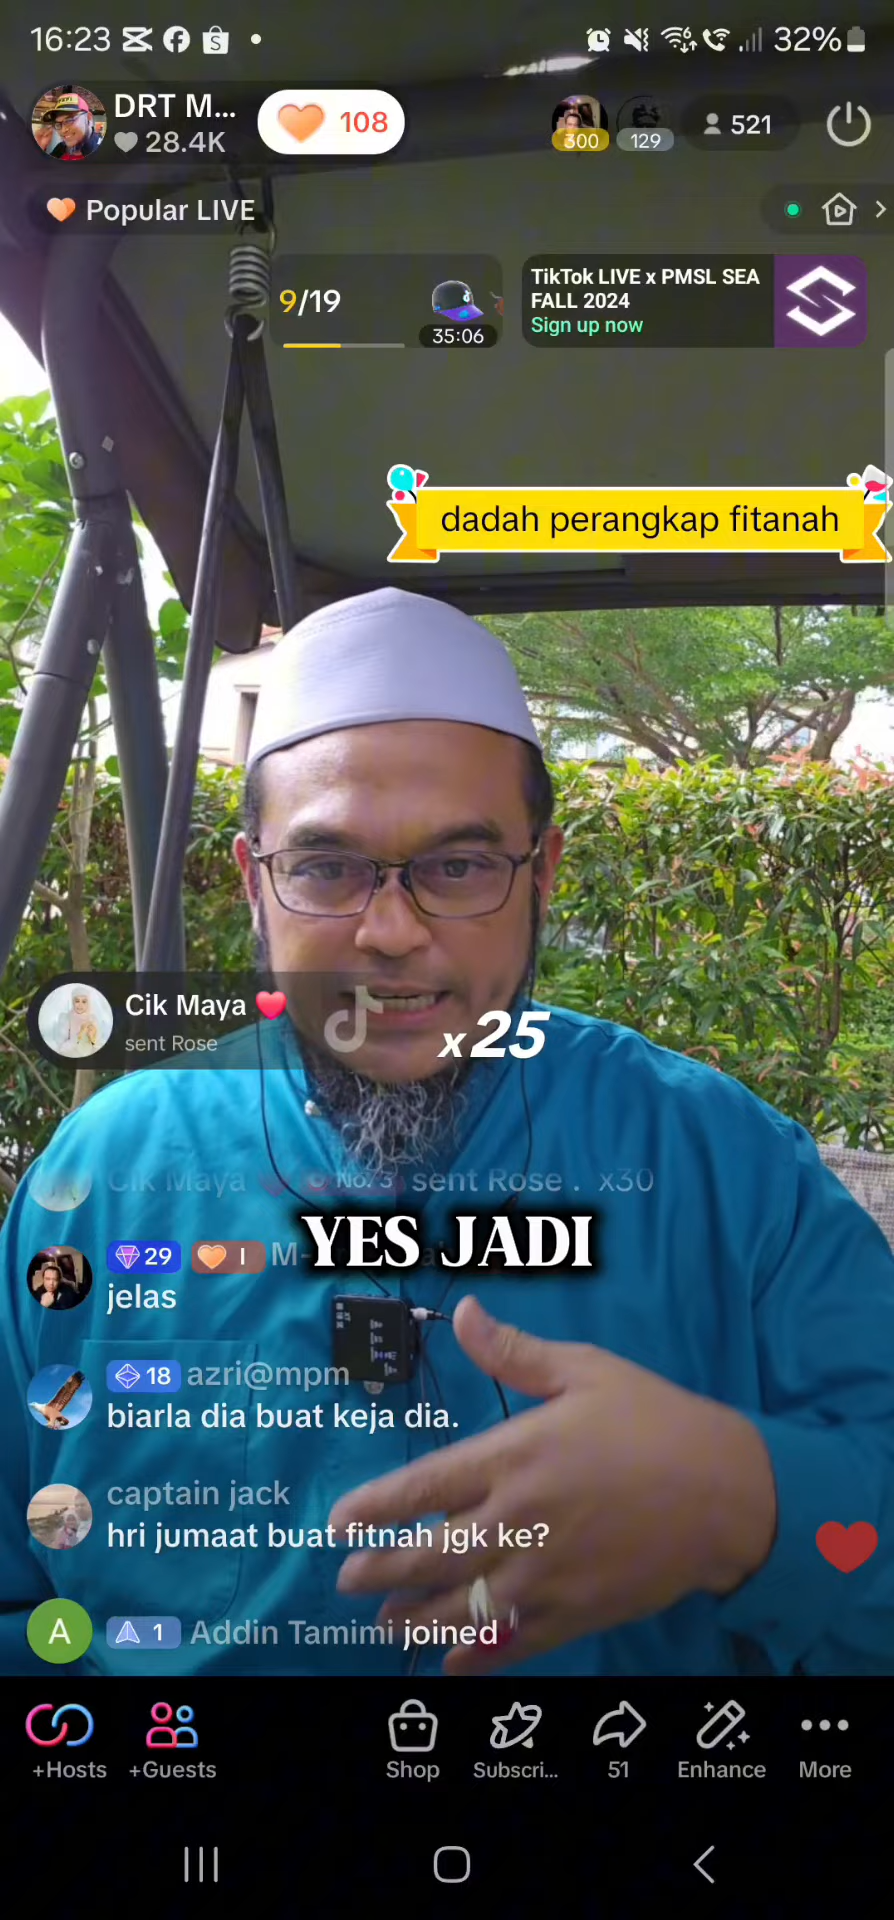 16:23
32%
DRT M...
28.4K
108
300
129
521
Popular LIVE
9/19
35:06
TikTok LIVE x PMSL SEA
FALL 2024
Sign up now
dadah perangkap fitanah
Cik Maya
sent Rose
x25
Cik Maya No. 3 sent Rose . x30
YES JADI
29 I M-
jelas
18 azri@mpm
biarla dia buat keja dia.
captain jack
hri jumaat buat fitnah jgk ke?
A
1 Addin Tamimi joined
+Hosts
+Guests
Shop
Subscri...
51
Enhance
More